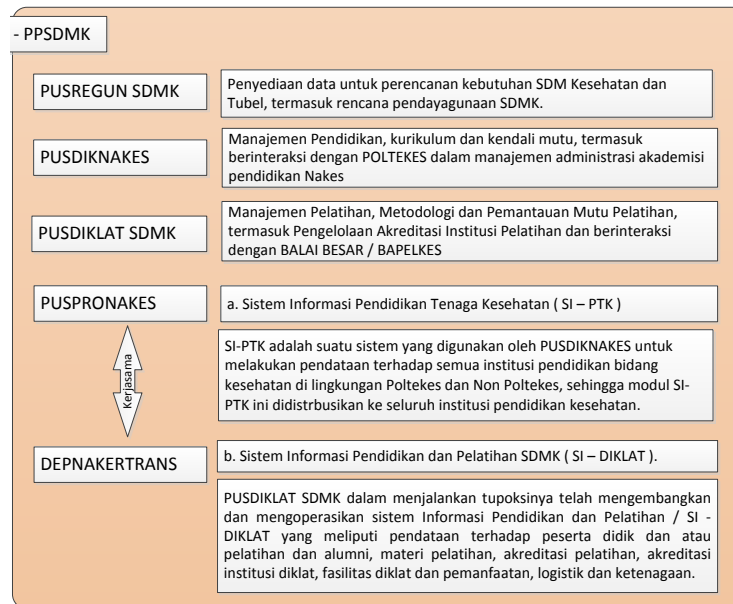 - PPSDMK
PUSREGUN SDMK
Penyediaan data untuk perencanan kebutuhan SDM Kesehatan dan
Tubel, termasuk rencana pendayagunaan SDMK.
PUSDIKNAKES
Manajemen Pendidikan, kurikulum dan kendali mutu, termasuk
berinteraksi dengan POLTEKES dalam manajemen administrasi akademisi
pendidikan Nakes
PUSDIKLAT SDMK
Manajemen Pelatihan, Metodologi dan Pemantauan Mutu Pelatihan,
termasuk Pengelolaan Akreditasi Institusi Pelatihan dan berinteraksi
dengan BALAI BESAR / BAPELKES
PUSPRONAKES
a. Sistem Informasi Pendidikan Tenaga Kesehatan ( SI – PTK )
Kerjasama
SI-PTK adalah suatu sistem yang digunakan oleh PUSDIKNAKES untuk
melakukan pendataan terhadap semua institusi pendidikan bidang
kesehatan di lingkungan Poltekes dan Non Poltekes, sehingga modul SI-
PTK ini didistrbusikan ke seluruh institusi pendidikan kesehatan.
DEPNAKERTRANS
b. Sistem Informasi Pendidikan dan Pelatihan SDMK ( SI – DIKLAT ).
PUSDIKLAT SDMK dalam menjalankan tupoksinya telah mengembangkan
dan mengoperasikan sistem Informasi Pendidikan dan Pelatihan / SI -
DIKLAT yang meliputi pendataan terhadap peserta didik dan atau
pelatihan dan alumni, materi pelatihan, akreditasi pelatihan, akreditasi
institusi diklat, fasilitas diklat dan pemanfaatan, logistik dan ketenagaan.